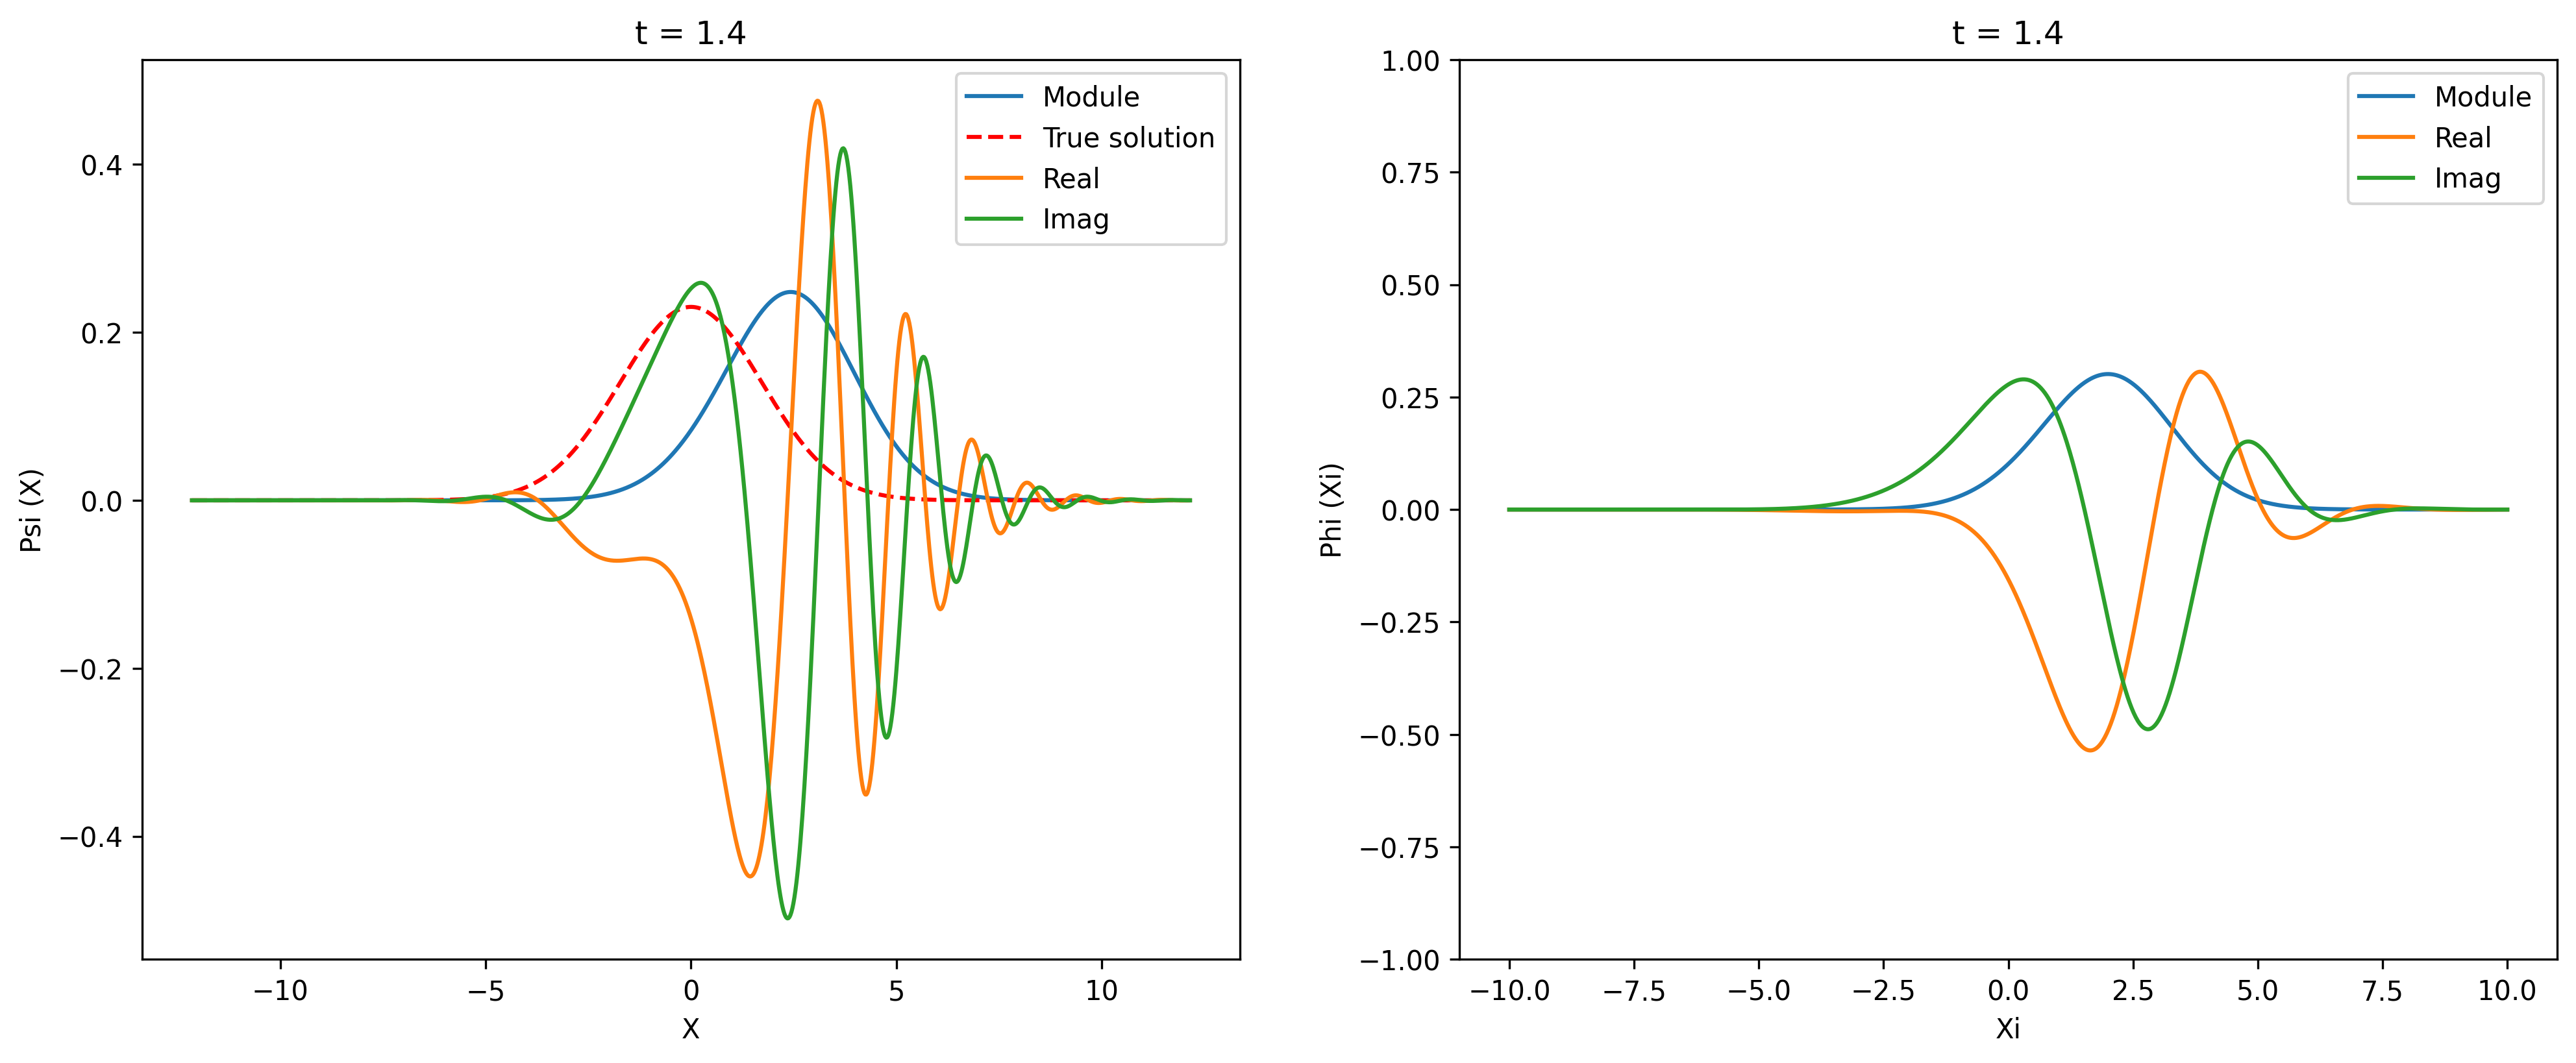 t = 1.4
Psi (X)
0.4
0.2
0.0
−0.2
−0.4
−10
−5
0
5
10
X
Module
True solution
Real
Imag
t = 1.4
Phi (Xi)
1.00
0.75
0.50
0.25
0.00
−0.25
−0.50
−0.75
−1.00
−10.0
−7.5
−5.0
−2.5
0.0
2.5
5.0
7.5
10.0
Xi
Module
Real
Imag